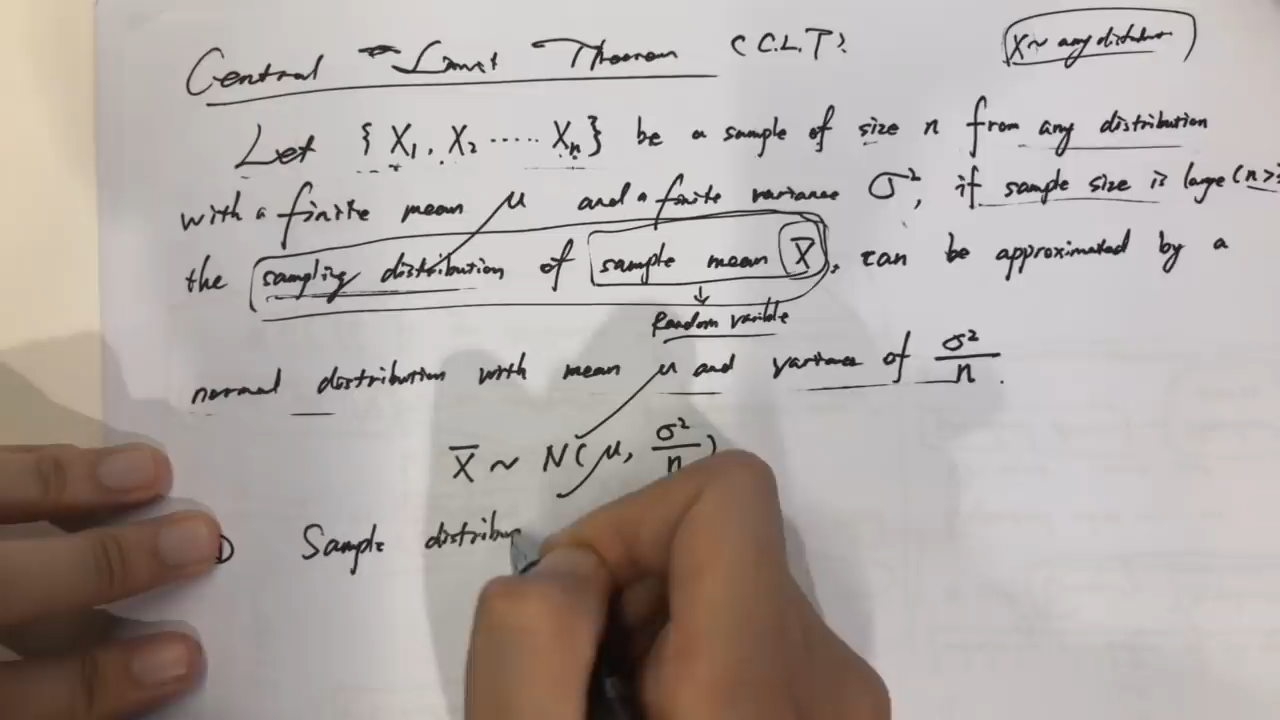 Central Limit Theorem (C.L.T)
X ~ any distribution
Let {X₁, X₂ ...... Xₙ} be a sample of size n from any distribution
with a finite mean μ and a finite variance σ², if sample size is large (n >
the sampling distribution of sample mean X̄, can be approximated by a
Random varible
normal distribution with mean μ and variance of σ²/n.
X̄ ~ N(μ, σ²/n)
① Sample distribu